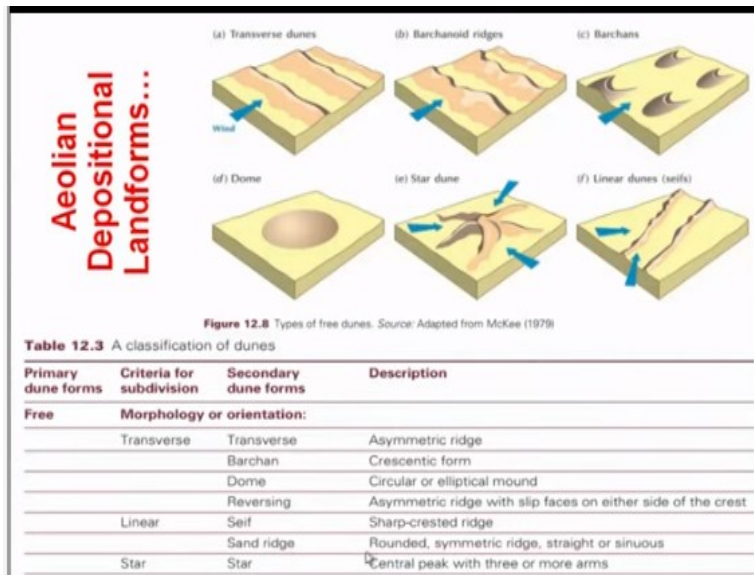 Aeolian
Depositional
Landforms...
(a) Transverse dunes
(b) Barchanoid ridges
(c) Barchans
Wind
(d) Dome
(e) Star dune
(f) Linear dunes (seifs)
Figure 12.8 Types of free dunes. Source: Adapted from McKee (1979)
Table 12.3 A classification of dunes
Primary dune forms Criteria for subdivision Secondary dune forms Description
Free Morphology or orientation:
Transverse Transverse Asymmetric ridge
Barchan Crescentic form
Dome Circular or elliptical mound
Reversing Asymmetric ridge with slip faces on either side of the crest
Linear Seif Sharp-crested ridge
Sand ridge Rounded, symmetric ridge, straight or sinuous
Star Star Central peak with three or more arms